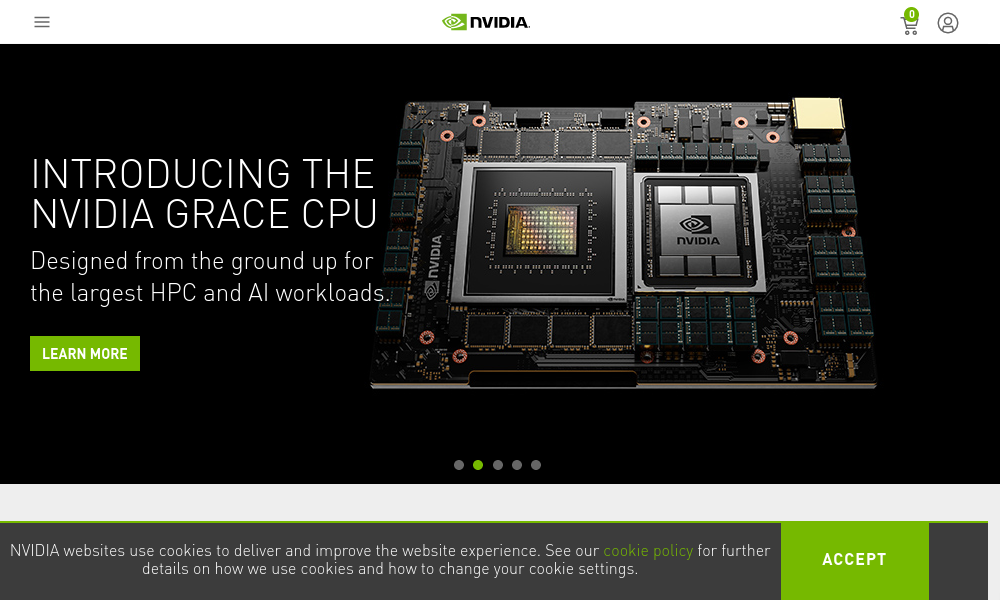 NVIDIA.
0
INTRODUCING THE
NVIDIA GRACE CPU
Designed from the ground up for
the largest HPC and AI workloads.
LEARN MORE
NVIDIA
NVIDIA
NVIDIA websites use cookies to deliver and improve the website experience. See our cookie policy for further
details on how we use cookies and how to change your cookie settings.
ACCEPT